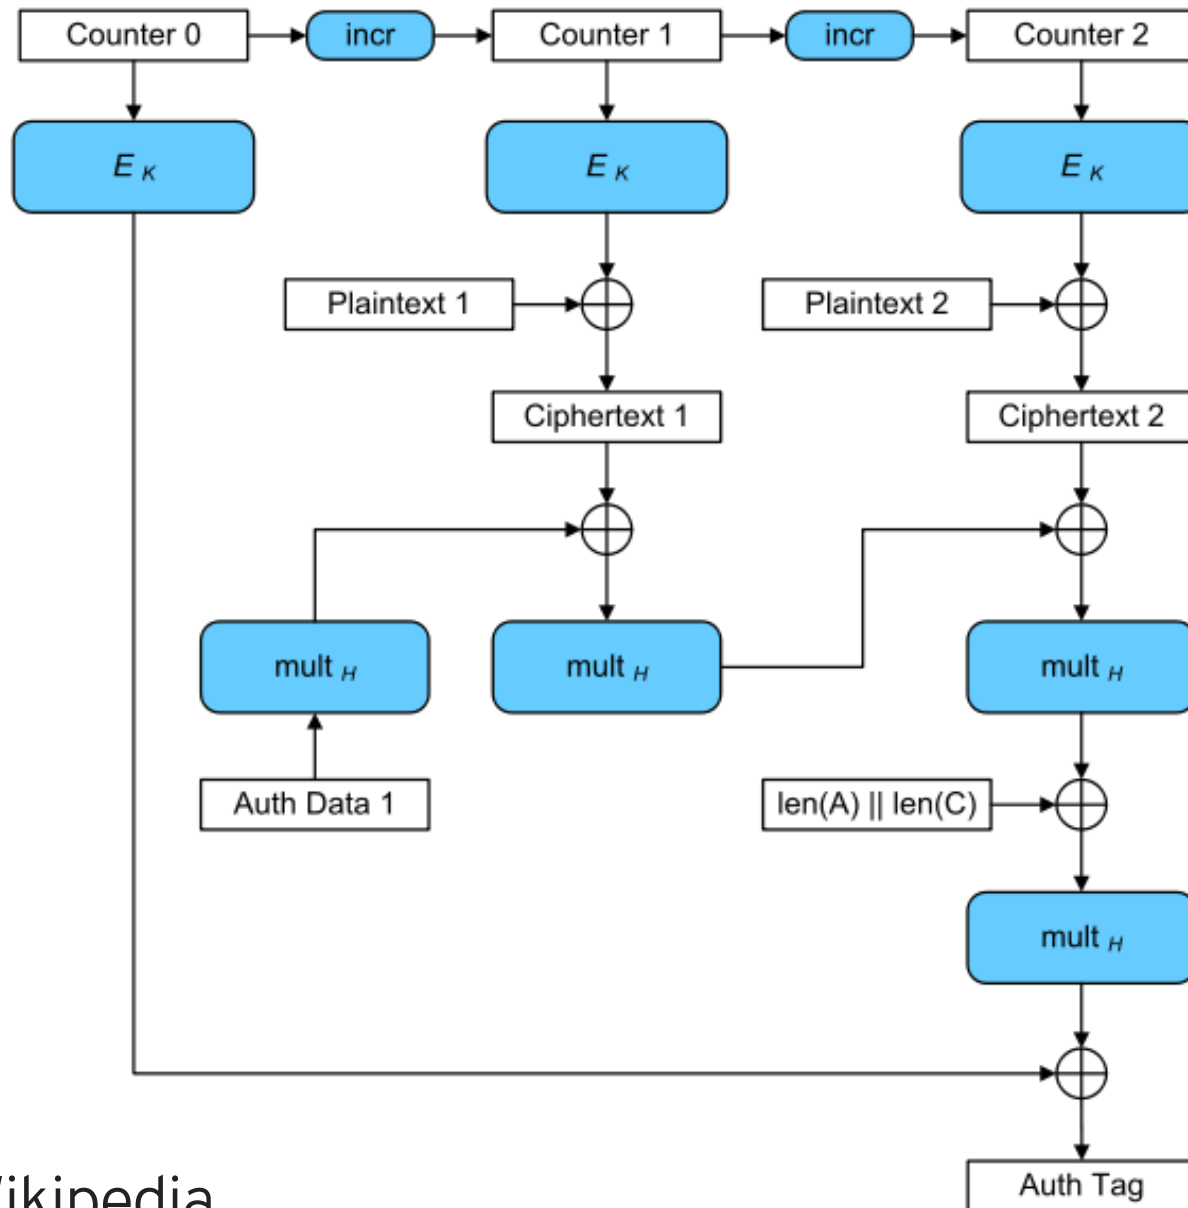 Counter 0 incr Counter 1 incr Counter 2
E K E K E K
Plaintext 1 Plaintext 2
Ciphertext 1 Ciphertext 2
mult H mult H mult H
Auth Data 1 len(A) || len(C)
mult H
Auth Tag
Wikipedia